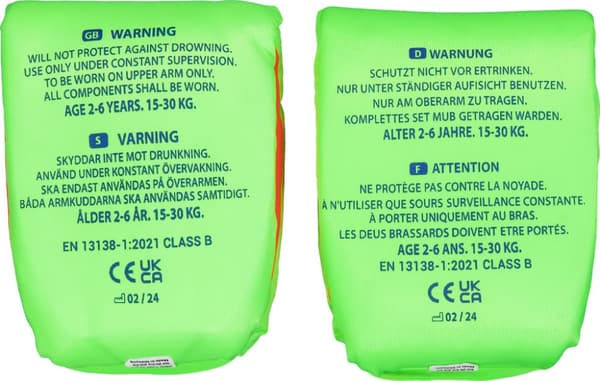 GB WARNING
WILL NOT PROTECT AGAINST DROWNING.
USE ONLY UNDER CONSTANT SUPERVISION.
TO BE WORN ON UPPER ARM ONLY.
ALL COMPONENTS SHALL BE WORN.
AGE 2-6 YEARS. 15-30 KG.
S VARNING
SKYDDAR INTE MOT DRUNKNING.
ANVÄND UNDER KONSTANT ÖVERVAKNING.
SKA ENDAST ANVÄNDAS PÅ ÖVERARMEN.
BÅDA ARMKUDDARNA SKA ANVÄNDAS SAMTIDIGT.
ÅLDER 2-6 ÅR. 15-30 KG.
EN 13138-1:2021 CLASS B
CE UK CA
02 / 24
D WARNUNG
SCHUTZT NICHT VOR ERTRINKEN.
NUR UNTER STÄNDIGER AUFISICHT BENUTZEN.
NUR AM OBERARM ZU TRAGEN.
KOMPLETTES SET MUB GETRAGEN WARDEN.
ALTER 2-6 JAHRE. 15-30 KG.
F ATTENTION
NE PROTÈGE PAS CONTRE LA NOYADE.
À N'UTILISER QUE SOURS SURVEILLANCE CONSTANTE.
À PORTER UNIQUEMENT AU BRAS.
LES DEUX BRASSARDS DOIVENT ETRE PORTÉS.
AGE 2-6 ANS. 15-30 KG.
EN 13138-1:2021 CLASS B
CE UK CA
02 / 24